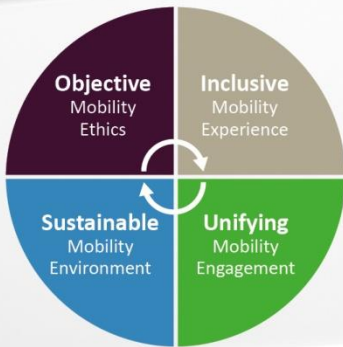 Objective
Mobility
Ethics
Inclusive
Mobility
Experience
Sustainable
Mobility
Environment
Unifying
Mobility
Engagement